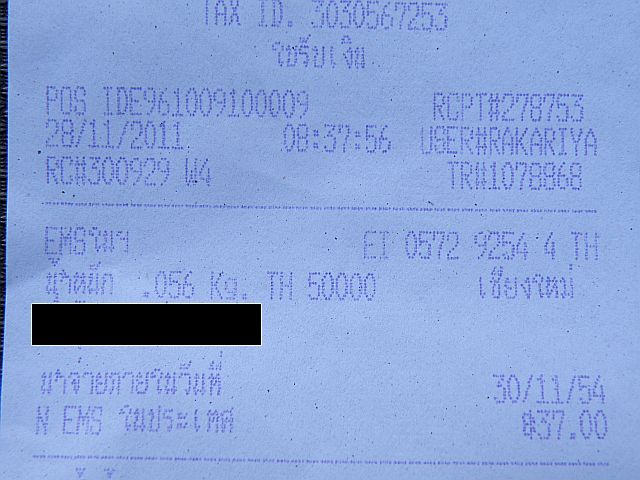 TAX ID. 3030567253
ใบรับเงิน
POS IDE961009100009 RCPT#278753
28/11/2011 08:37:56 USER#RAKARIYA
RC#300929 W4 TR#1078868
EMSในฯ EI 0572 9254 4 TH
น้ำหนัก .056 Kg. TH 50000 เชียงใหม่
นำจ่ายภายในวันที่ 30/11/54
N EMS ในประเทศ ฿37.00